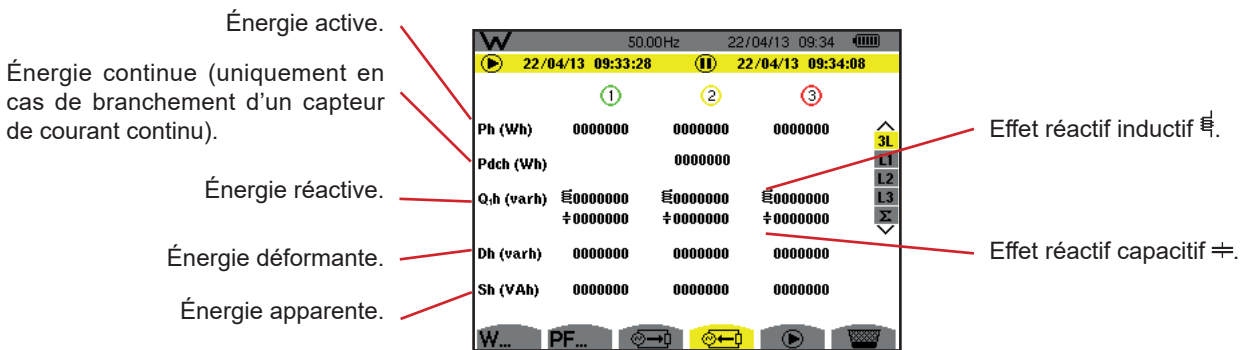 Énergie active.
Énergie continue (uniquement en
cas de branchement d'un capteur
de courant continu).
Énergie réactive.
Énergie déformante.
Énergie apparente.
W 50.00Hz 22/04/13 09:34
22/04/13 09:33:28 22/04/13 09:34:08
1 2 3
Ph (Wh) 0000000 0000000 0000000
Pdch (Wh) 0000000
Q₁h (varh) 0000000 0000000 0000000
0000000 0000000 0000000
Dh (varh) 0000000 0000000 0000000
Sh (VAh) 0000000 0000000 0000000
3L
L1
L2
L3
Σ
W... PF...
Effet réactif inductif .
Effet réactif capacitif .